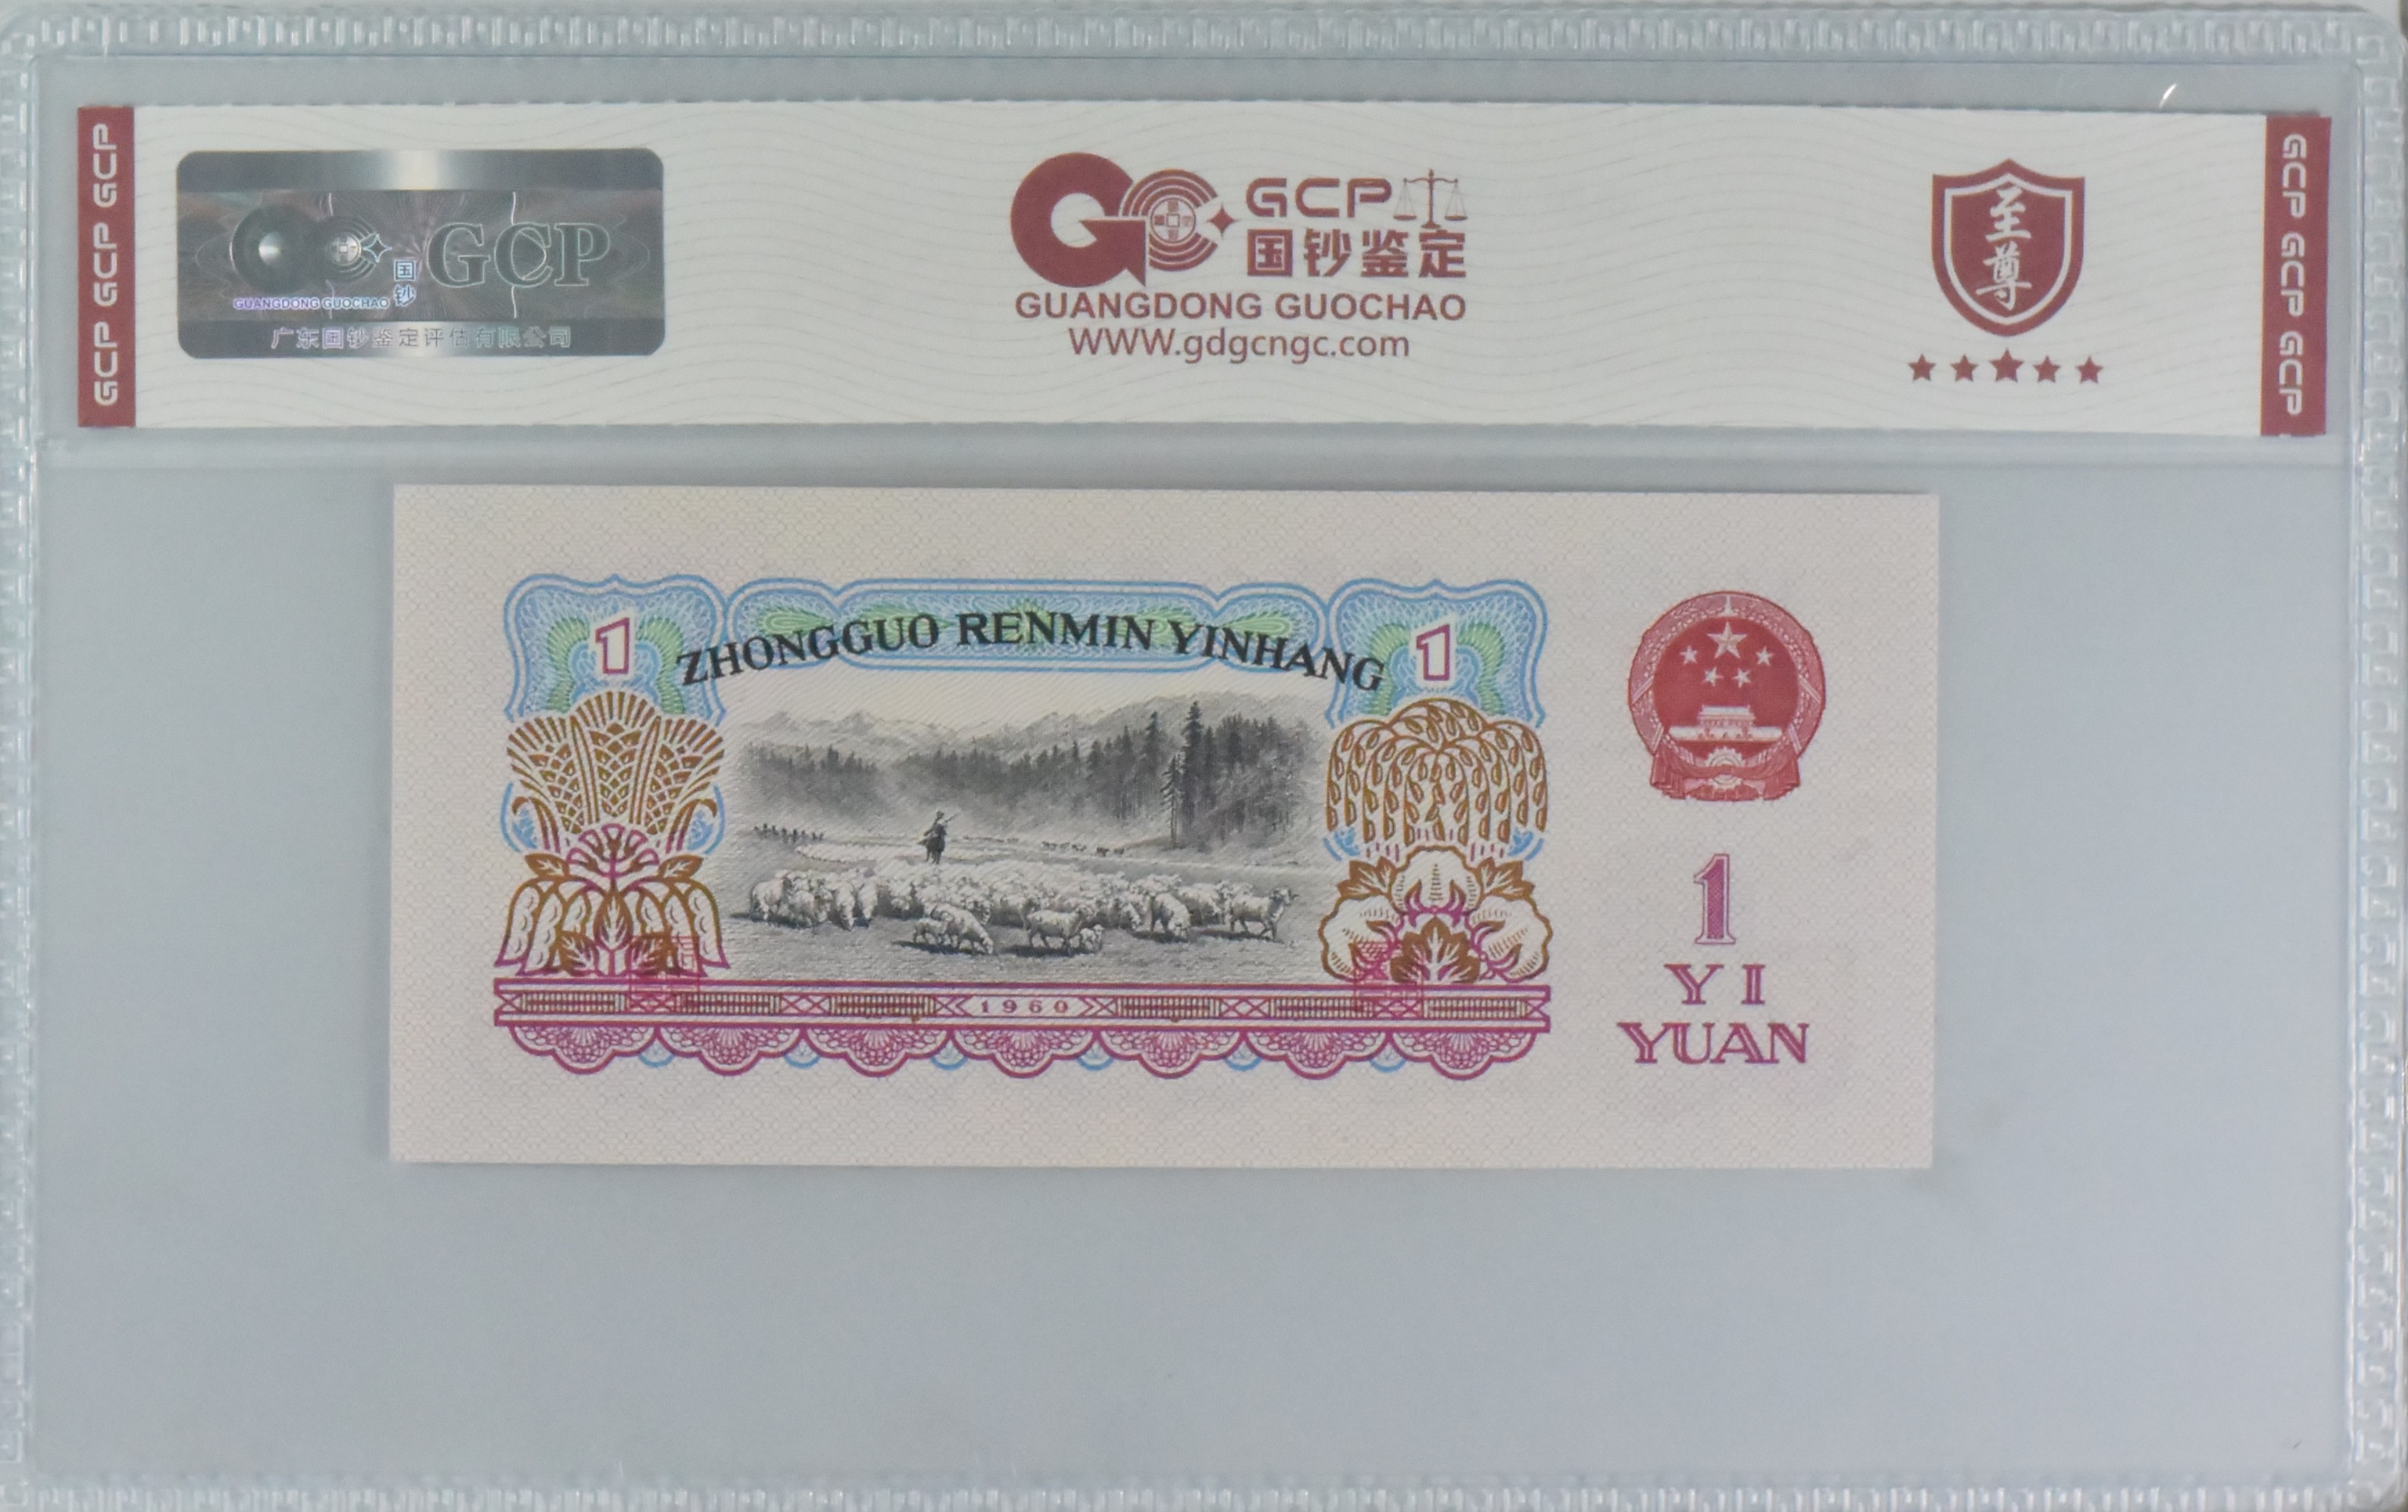 GCP GCP GCP
GCP
国钞
GUANGDONG GUOCHAO
广东国钞鉴定评估有限公司
GCP
国钞鉴定
GUANGDONG GUOCHAO
WWW.gdgcngc.com
至尊
GCP GCP GCP
1
ZHONGGUO RENMIN YINHANG
1
1960
1
YI
YUAN